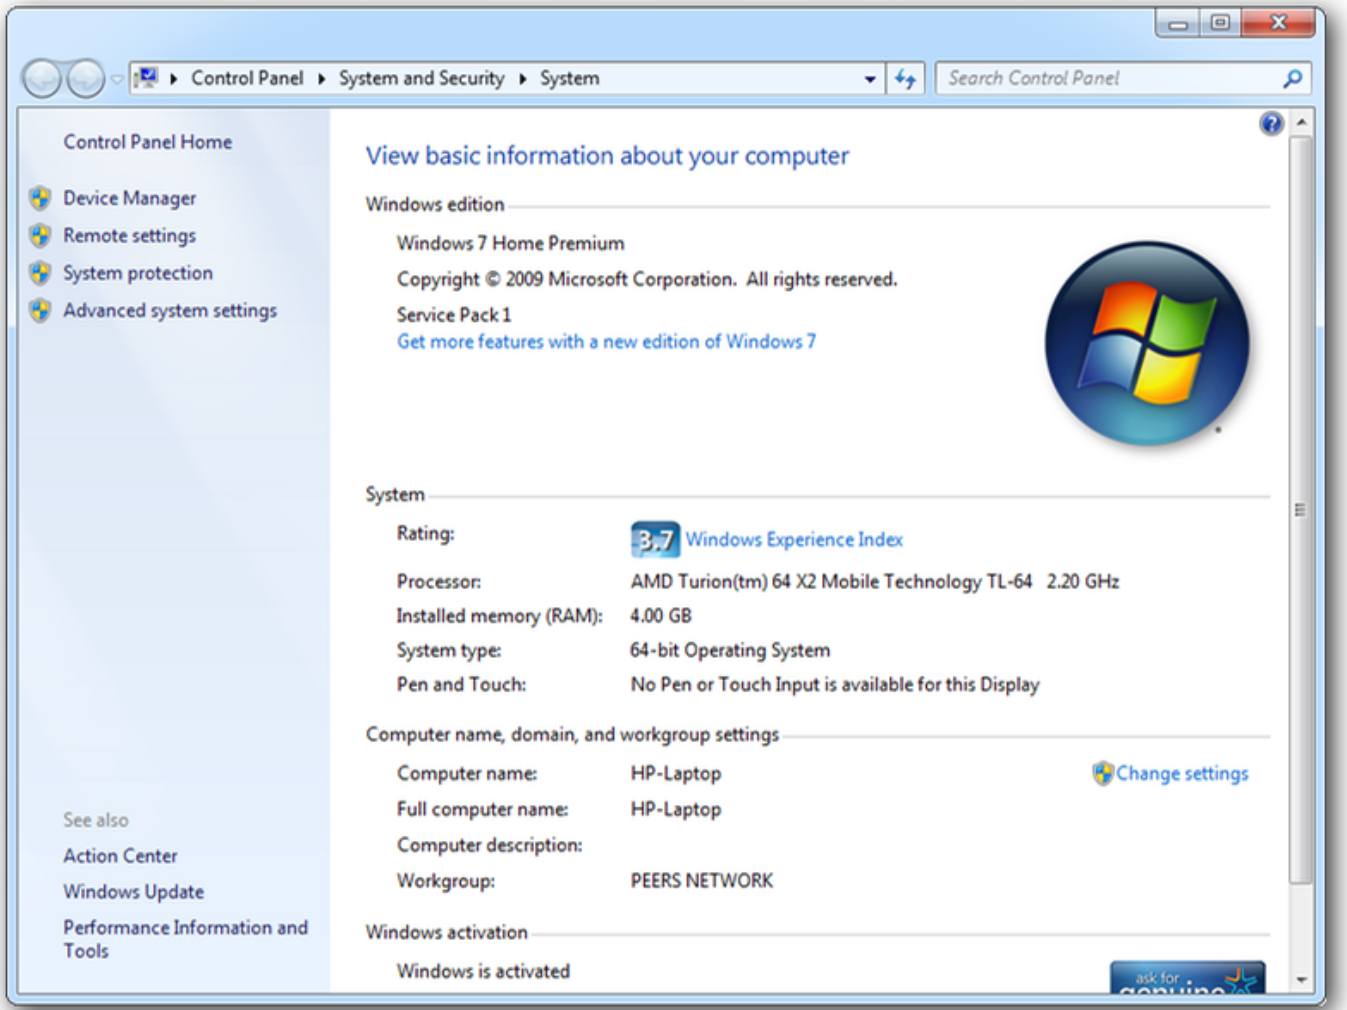 Control Panel ▸ System and Security ▸ System
Search Control Panel
Control Panel Home
Device Manager
Remote settings
System protection
Advanced system settings
See also
Action Center
Windows Update
Performance Information and
Tools
View basic information about your computer
Windows edition
Windows 7 Home Premium
Copyright © 2009 Microsoft Corporation. All rights reserved.
Service Pack 1
Get more features with a new edition of Windows 7
System
Rating: 3.7 Windows Experience Index
Processor: AMD Turion(tm) 64 X2 Mobile Technology TL-64 2.20 GHz
Installed memory (RAM): 4.00 GB
System type: 64-bit Operating System
Pen and Touch: No Pen or Touch Input is available for this Display
Computer name, domain, and workgroup settings
Computer name: HP-Laptop Change settings
Full computer name: HP-Laptop
Computer description:
Workgroup: PEERS NETWORK
Windows activation
Windows is activated
ask for
genuine